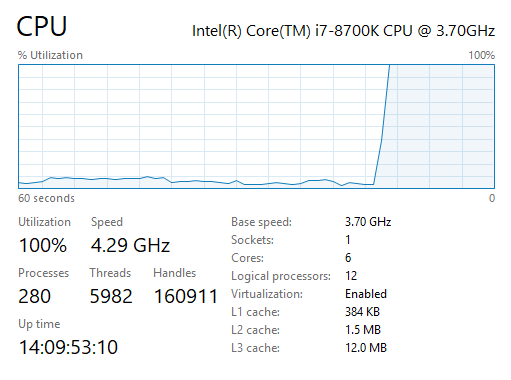 CPU Intel(R) Core(TM) i7-8700K CPU @ 3.70GHz
% Utilization 100%
60 seconds 0
Utilization Speed
100% 4.29 GHz
Processes Threads Handles
280 5982 160911
Up time
14:09:53:10
Base speed: 3.70 GHz
Sockets: 1
Cores: 6
Logical processors: 12
Virtualization: Enabled
L1 cache: 384 KB
L2 cache: 1.5 MB
L3 cache: 12.0 MB